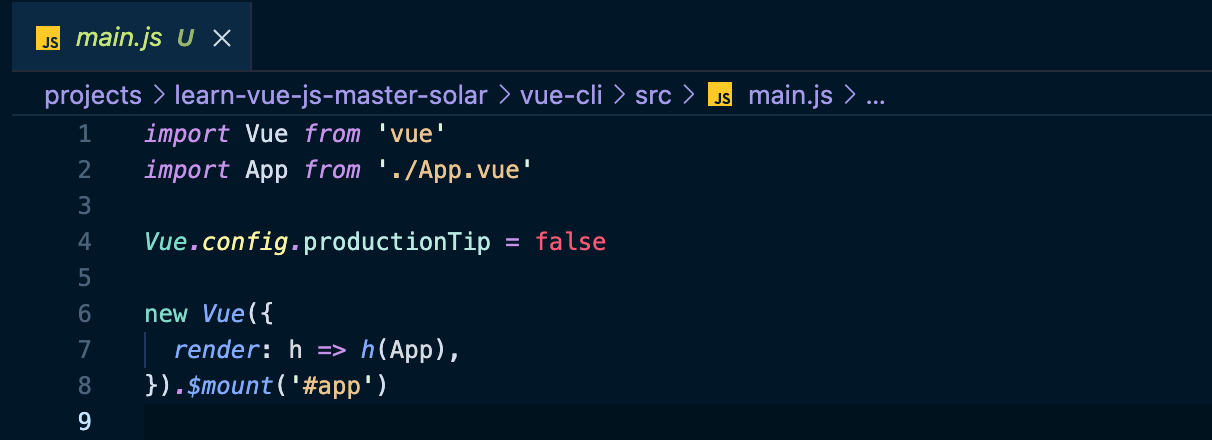 JS main.js U ×
projects > learn-vue-js-master-solar > vue-cli > src > JS main.js > ...
1 import Vue from 'vue'
2 import App from './App.vue'
3
4 Vue.config.productionTip = false
5
6 new Vue({
7   render: h => h(App),
8 }).$mount('#app')
9